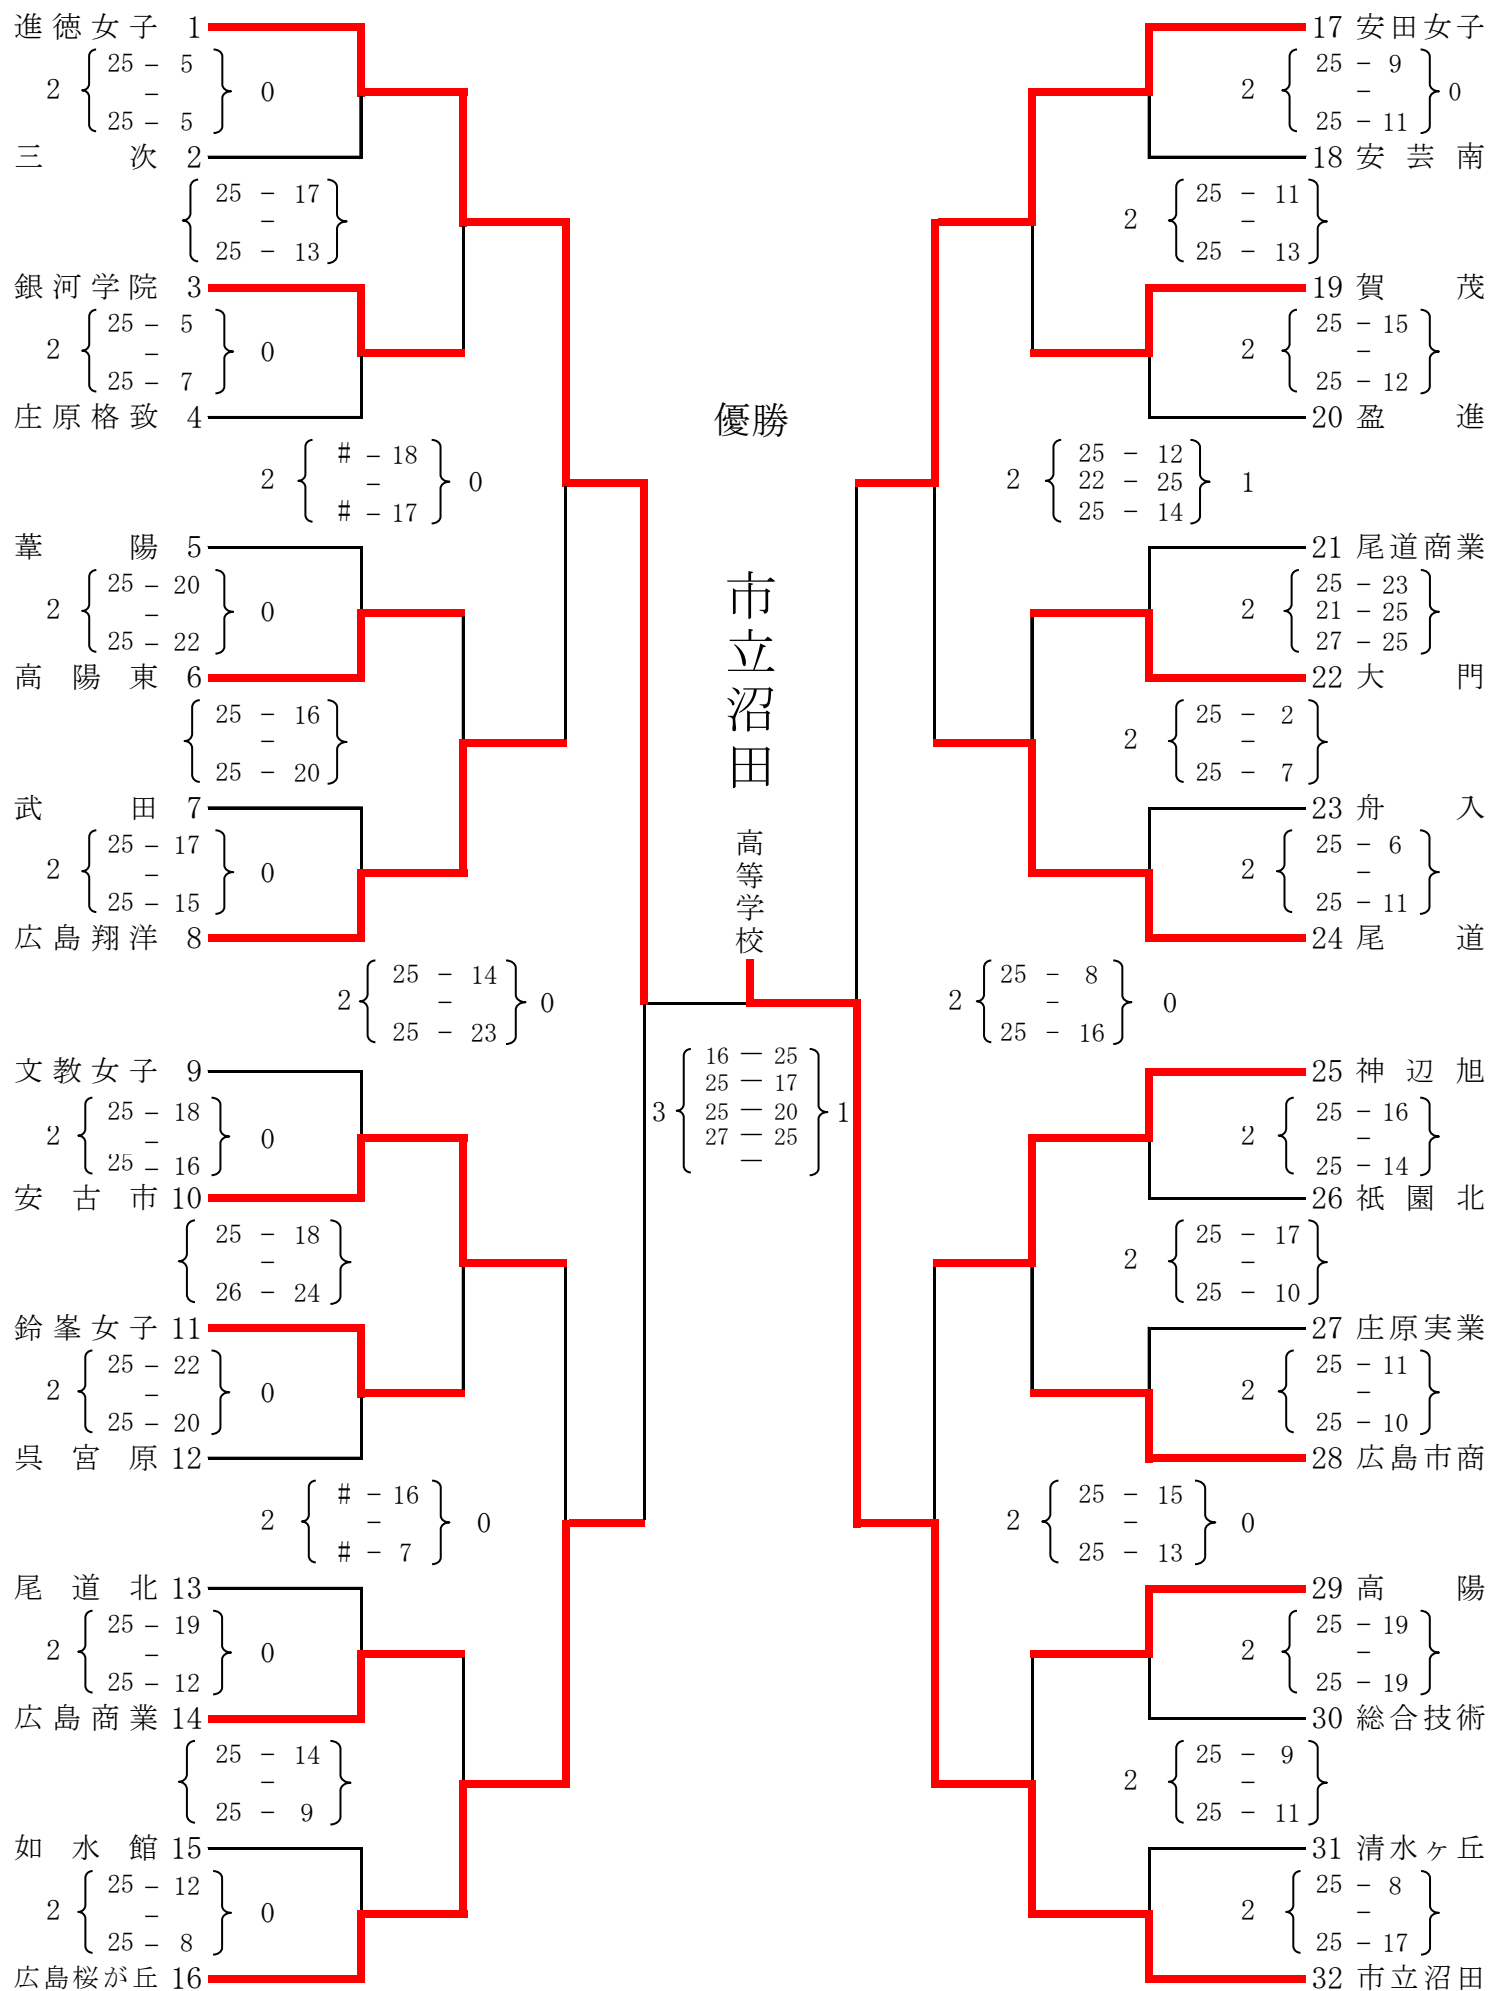 進徳女子 1
2 25 - 5 0
-
25 - 5
三次 2
25 - 17
-
25 - 13
銀河学院 3
2 25 - 5 0
-
25 - 7
庄原格致 4
2 # - 18 0
-
# - 17
葦陽 5
2 25 - 20 0
-
25 - 22
高陽東 6
25 - 16
-
25 - 20
武田 7
2 25 - 17 0
-
25 - 15
広島翔洋 8
2 25 - 14 0
-
25 - 23
文教女子 9
2 25 - 18 0
-
25 - 16
安古市 10
25 - 18
-
26 - 24
鈴峯女子 11
2 25 - 22 0
-
25 - 20
呉宮原 12
2 # - 16 0
-
# - 7
尾道北 13
2 25 - 19 0
-
25 - 12
広島商業 14
25 - 14
-
25 - 9
如水館 15
2 25 - 12 0
-
25 - 8
広島桜が丘 16
優勝
市立沼田
高等学校
3 16 — 25 1
25 — 17
25 — 20
27 — 25
—
17 安田女子
2 25 - 9 0
-
25 - 11
18 安芸南
2 25 - 11
-
25 - 13
19 賀茂
2 25 - 15
-
25 - 12
20 盈進
2 25 - 12 1
22 - 25
25 - 14
21 尾道商業
2 25 - 23
21 - 25
27 - 25
22 大門
2 25 - 2
-
25 - 7
23 舟入
2 25 - 6
-
25 - 11
24 尾道
2 25 - 8 0
-
25 - 16
25 神辺旭
2 25 - 16
-
25 - 14
26 祇園北
2 25 - 17
-
25 - 10
27 庄原実業
2 25 - 11
-
25 - 10
28 広島市商
2 25 - 15 0
-
25 - 13
29 高陽
2 25 - 19
-
25 - 19
30 総合技術
2 25 - 9
-
25 - 11
31 清水ヶ丘
2 25 - 8
-
25 - 17
32 市立沼田